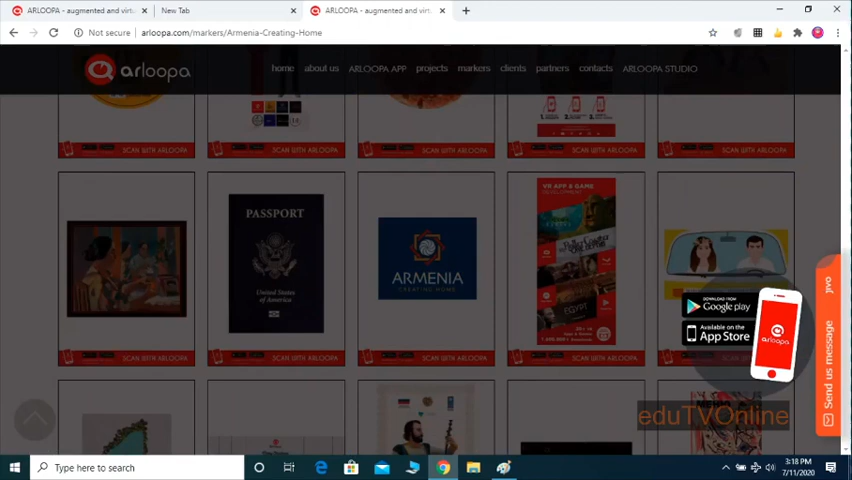 ARLOOPA - augmented and virt
New Tab
ARLOOPA - augmented and virt
Not secure
arloopa.com/markers/Armenia-Creating-Home
arloopa
home about us ARLOOPA APP projects markers clients partners contacts ARLOOPA STUDIO
SCAN WITH ARLOOPA
SCAN WITH ARLOOPA
SCAN WITH ARLOOPA
SCAN WITH ARLOOPA
SCAN WITH ARLOOPA
PASSPORT
United States
of America
ARMENIA
CREATING HOME
VR APP & GAME
DEVELOPMENT
EGYPT
SCAN WITH ARLOOPA
SCAN WITH ARLOOPA
SCAN WITH ARLOOPA
SCAN WITH ARLOOPA
DOWNLOAD FROM
Google play
Available on the
App Store
arloopa
jivo
Send us message
eduTVOnline
Type here to search
3:18 PM
7/11/2020